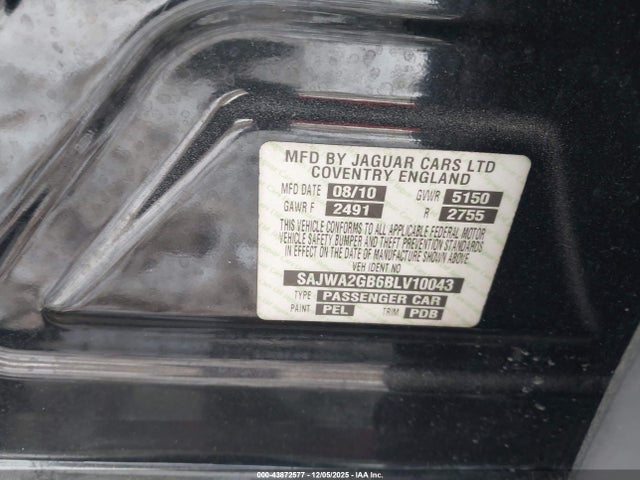 MFD BY JAGUAR CARS LTD
COVENTRY ENGLAND
MFD DATE 08/10 GVWR 5150
GAWR F 2491 R 2755
THIS VEHICLE CONFORMS TO ALL APPLICABLE FEDERAL MOTOR
VEHICLE SAFETY BUMPER AND THEFT PREVENTION STANDARDS
IN EFFECT ON THE DATE OF MANUFACTURE SHOWN ABOVE.
VEH IDENT NO
SAJWA2GB6BLV10043
TYPE PASSENGER CAR
PAINT PEL TRIM PDB
000-43872577 - 12/05/2025 - IAA.COM